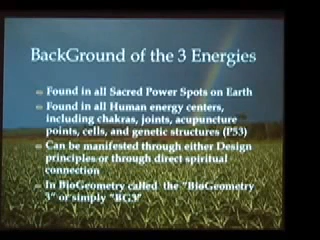 BackGround of the 3 Energies
Found in all Sacred Power Spots on Earth
Found in all Human energy centers,
including chakras, joints, acupuncture
points, cells, and genetic structures (P53)
Can be manifested through either Design
principles or through direct spiritual
connection
In BioGeometry called the "BioGeometry
3" or simply "BG3"